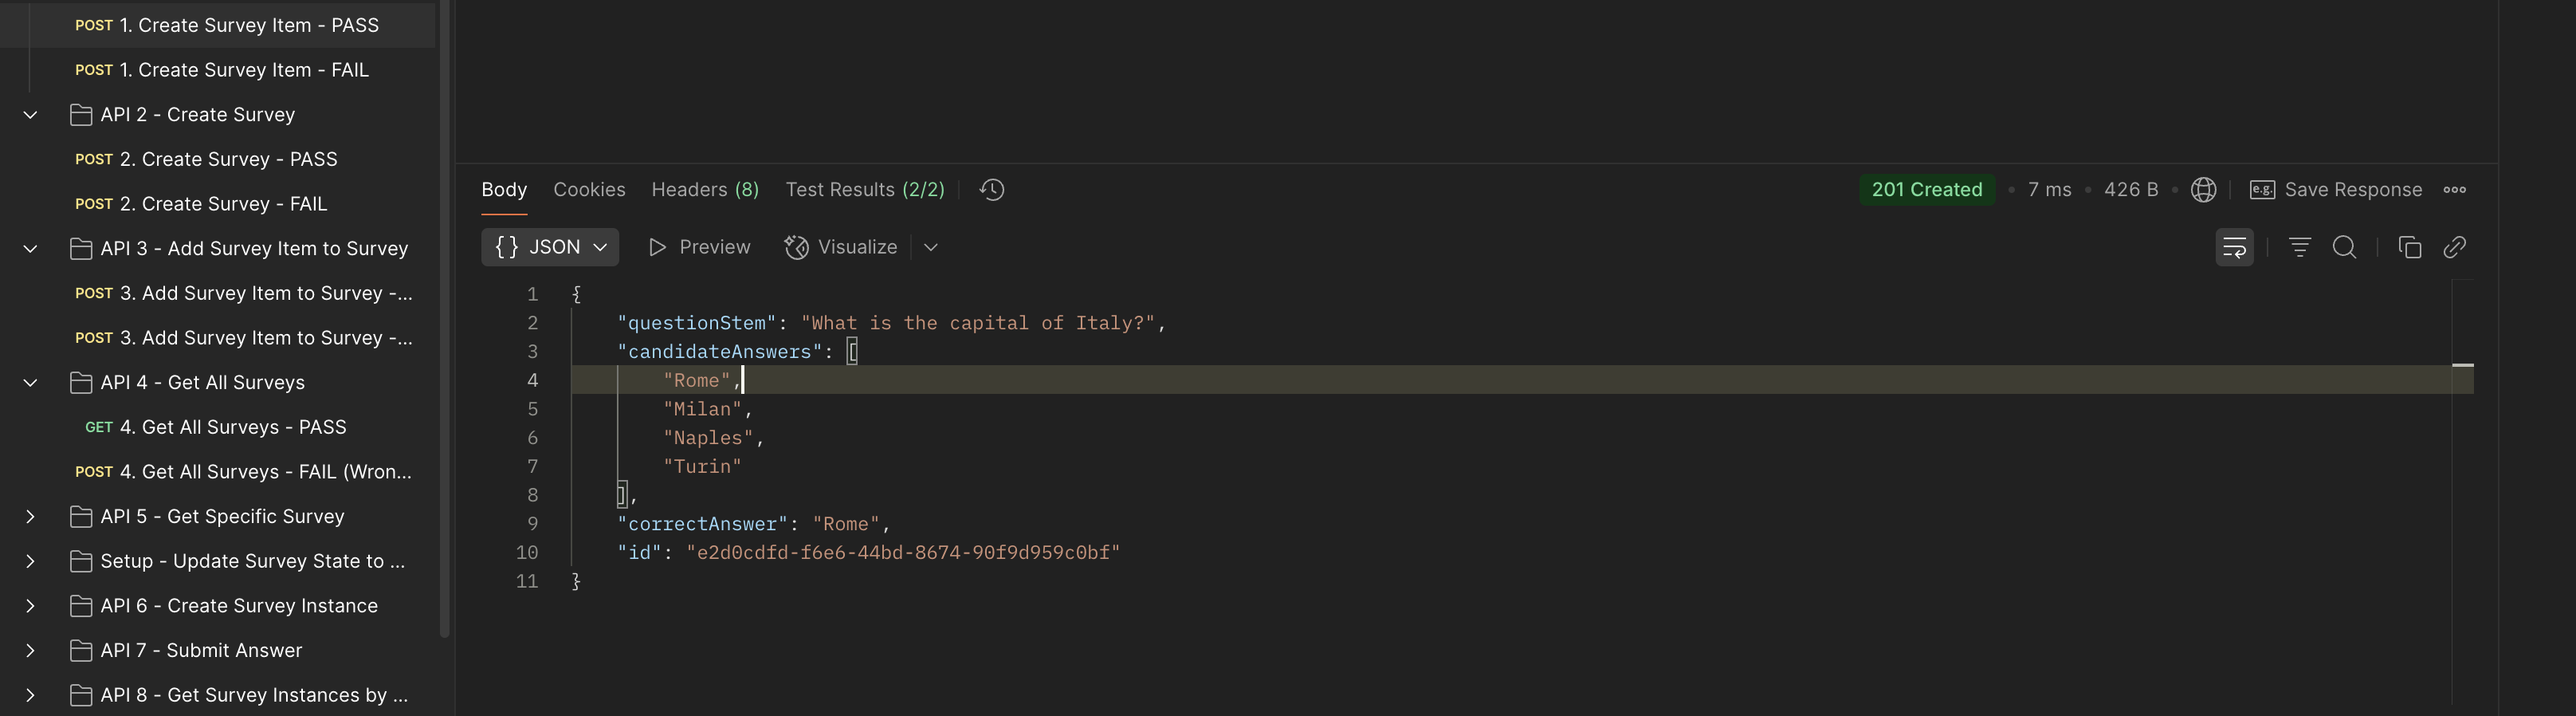 POST 1. Create Survey Item - PASS
POST 1. Create Survey Item - FAIL
API 2 - Create Survey
POST 2. Create Survey - PASS
POST 2. Create Survey - FAIL
API 3 - Add Survey Item to Survey
POST 3. Add Survey Item to Survey -...
POST 3. Add Survey Item to Survey -...
API 4 - Get All Surveys
GET 4. Get All Surveys - PASS
POST 4. Get All Surveys - FAIL (Wron...
API 5 - Get Specific Survey
Setup - Update Survey State to ...
API 6 - Create Survey Instance
API 7 - Submit Answer
API 8 - Get Survey Instances by ...
Body Cookies Headers (8) Test Results (2/2) 201 Created • 7 ms • 426 B • e.g. Save Response
{} JSON Preview Visualize
1 {
2 "questionStem": "What is the capital of Italy?",
3 "candidateAnswers": [
4 "Rome",
5 "Milan",
6 "Naples",
7 "Turin"
8 ],
9 "correctAnswer": "Rome",
10 "id": "e2d0cdfd-f6e6-44bd-8674-90f9d959c0bf"
11 }